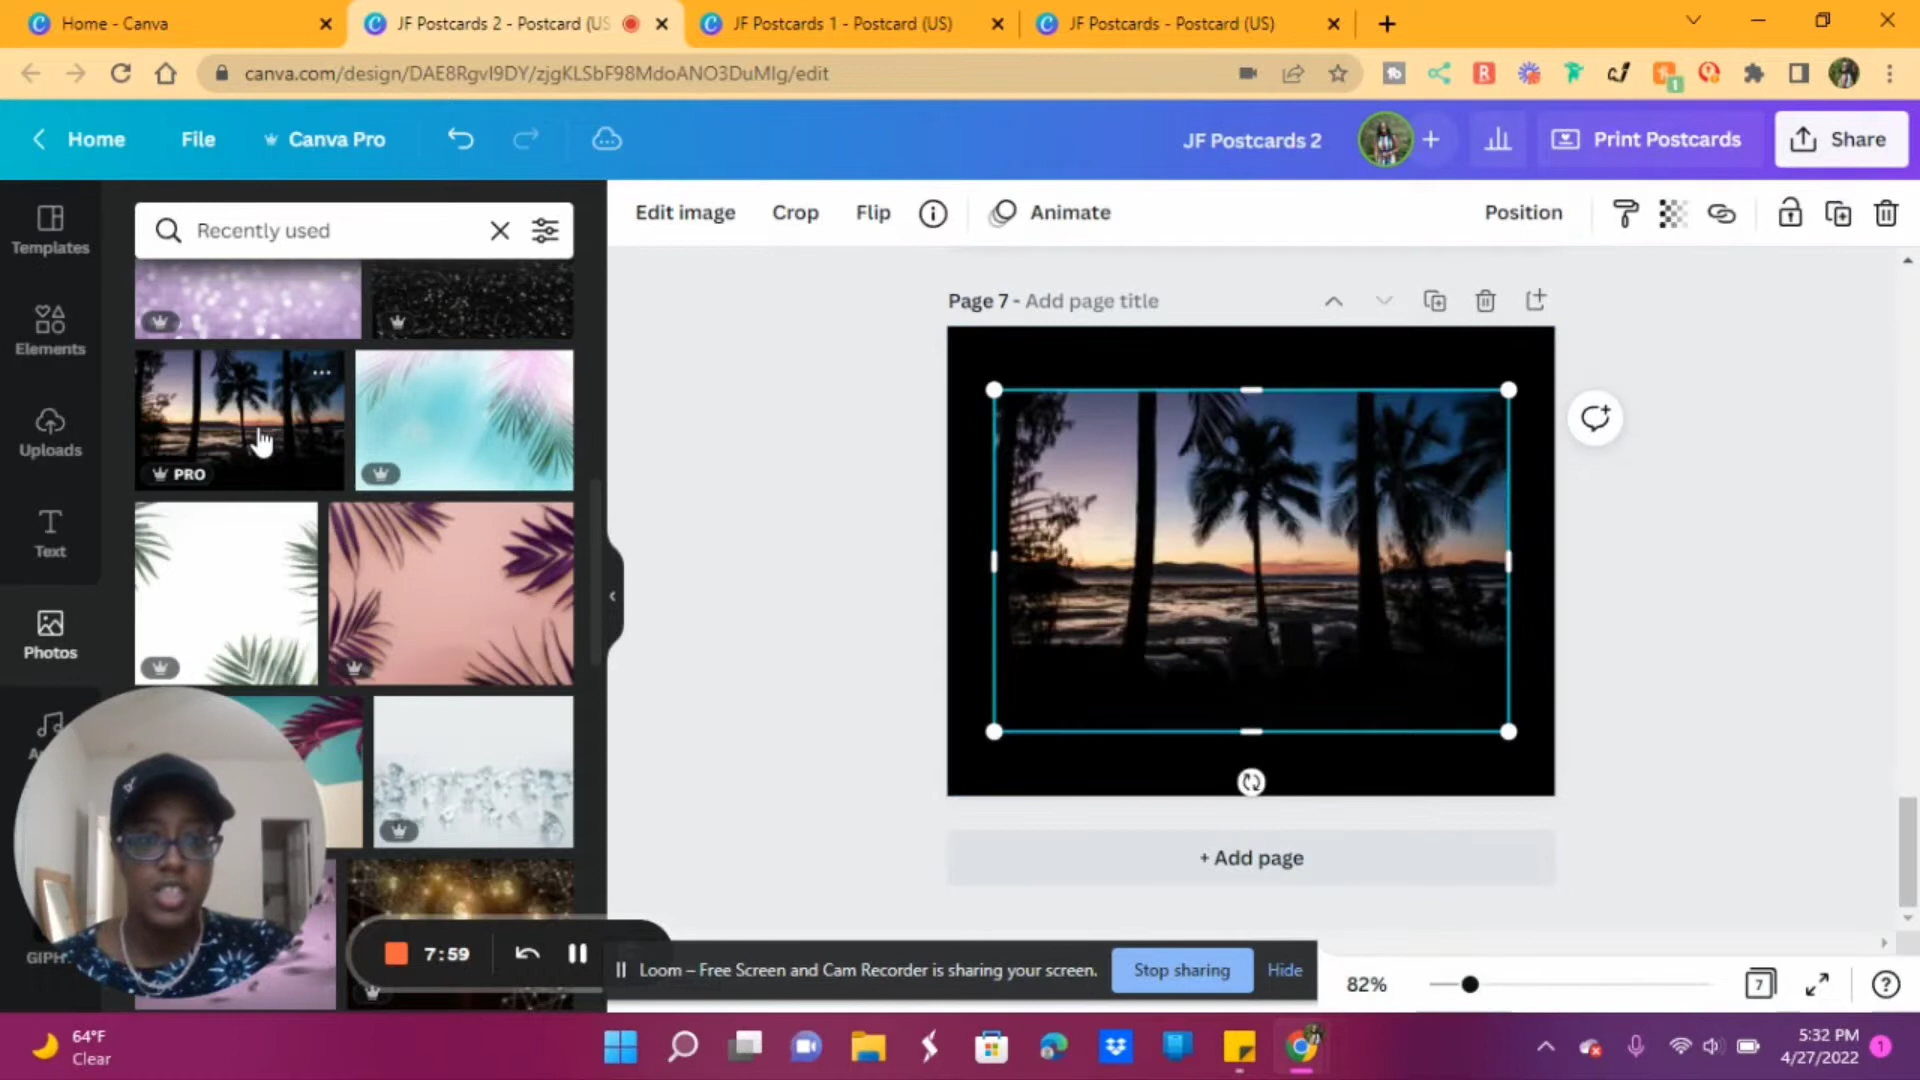 Home - Canva
JF Postcards 2 - Postcard (US
JF Postcards 1 - Postcard (US)
JF Postcards - Postcard (US)
canva.com/design/DAE8RgvI9DY/zjgKLSbF98MdoANO3DuMIg/edit
Home
File
Canva Pro
JF Postcards 2
Print Postcards
Share
Templates
Elements
Uploads
Text
Photos
GIPH
Recently used
PRO
Edit image
Crop
Flip
Animate
Position
Page 7 - Add page title
+ Add page
7:59
Loom – Free Screen and Cam Recorder is sharing your screen.
Stop sharing
Hide
82%
7
64°F
Clear
5:32 PM
4/27/2022
1